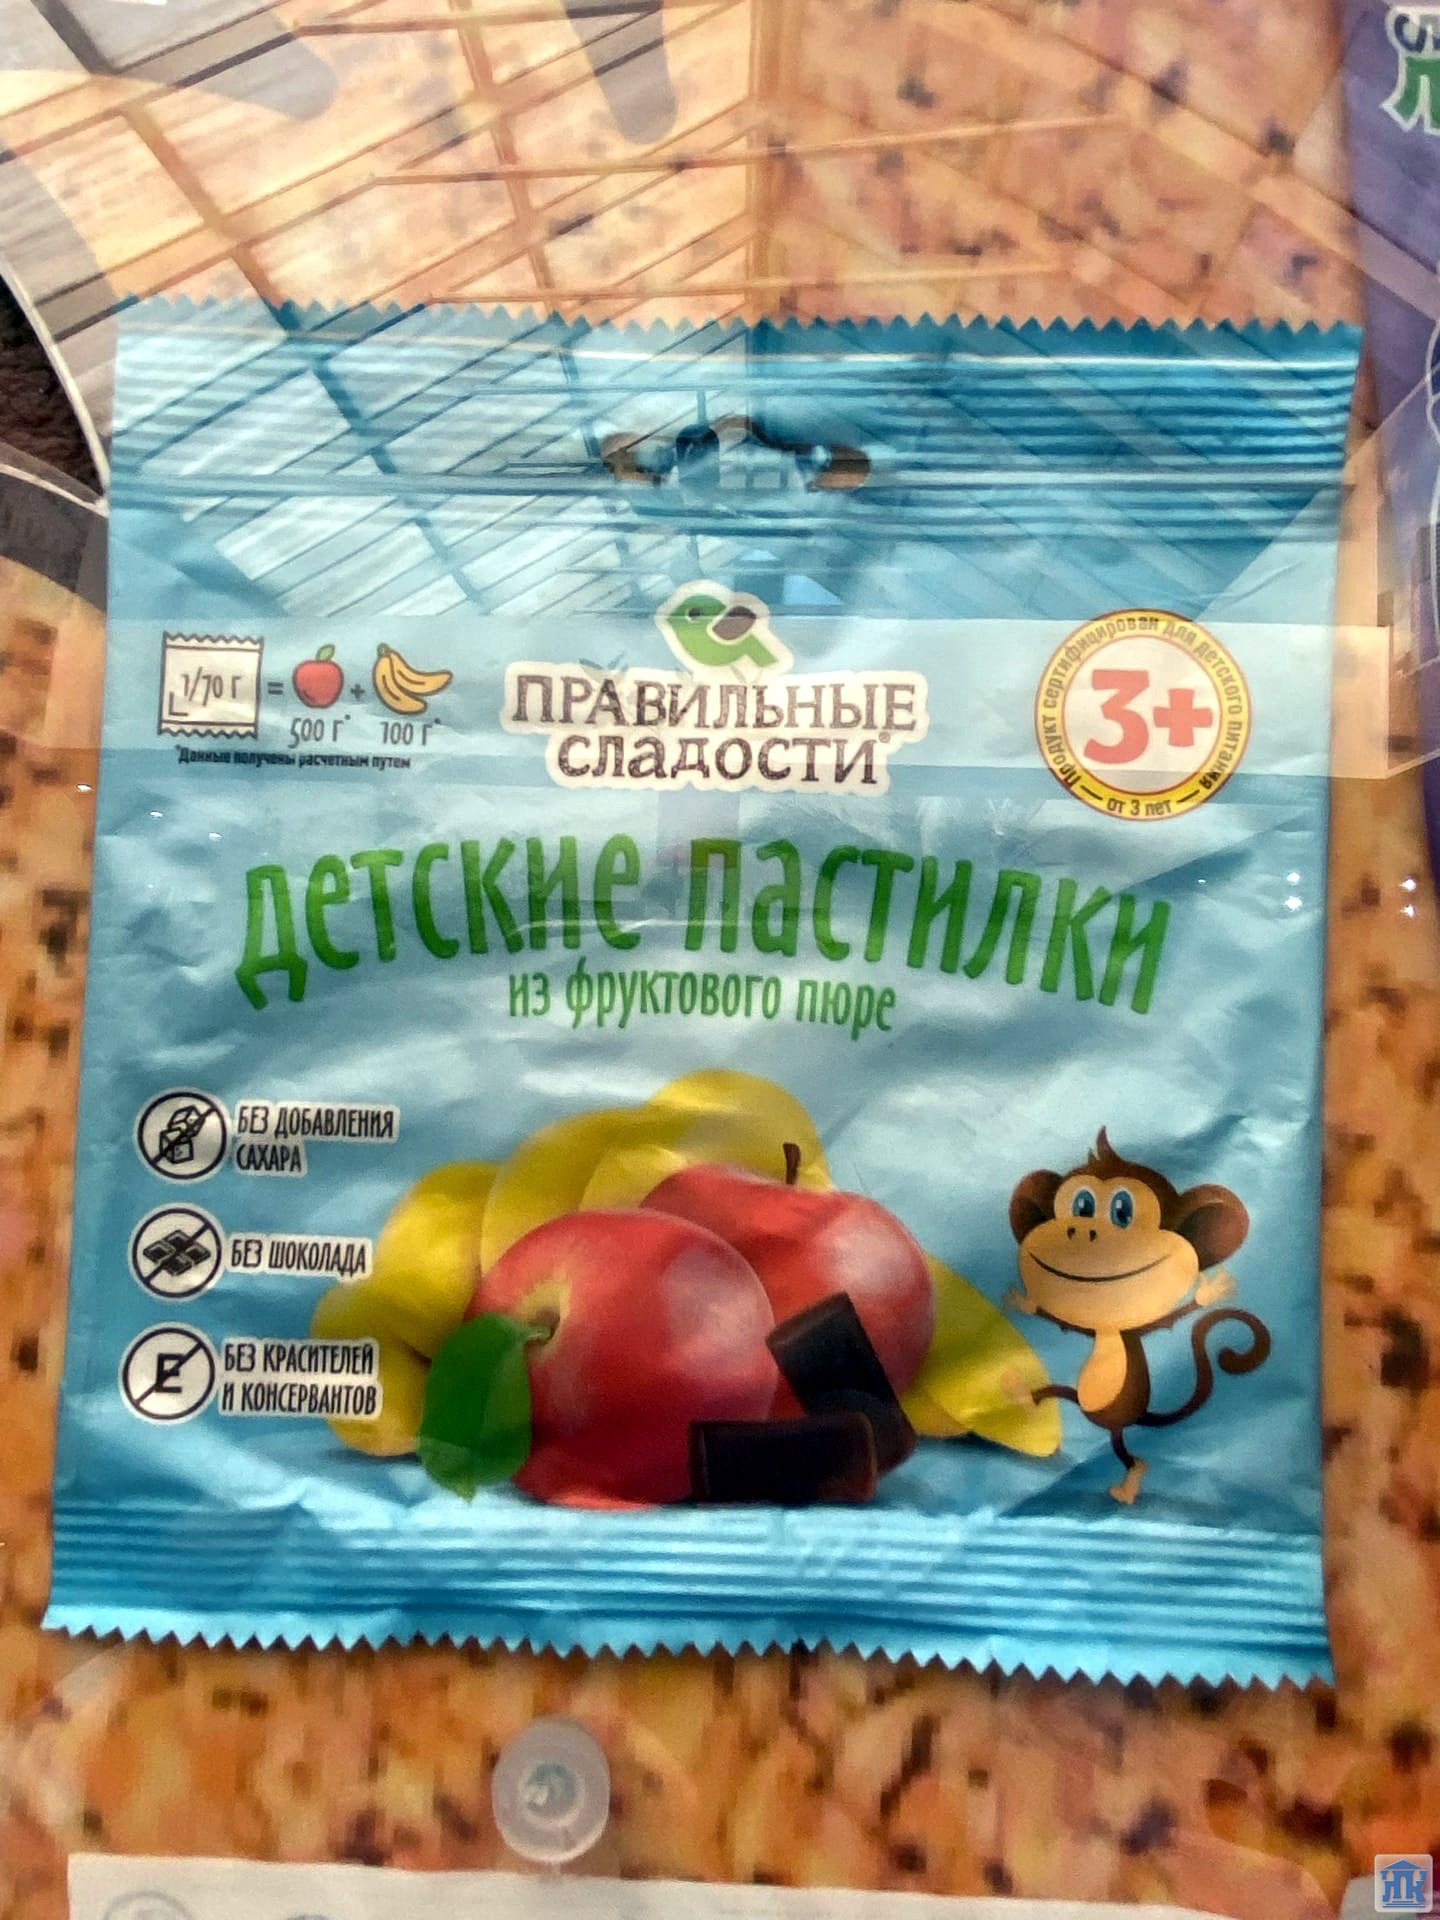 1/70 г = 500 г* + 100 г*
*Данные получены расчетным путем
ПРАВИЛЬНЫЕ
СЛАДОСТИ®
Продукт сертифицирован для детского питания
3+
от 3 лет
детские пастилки
из фруктового пюре
БЕЗ ДОБАВЛЕНИЯ
САХАРА
БЕЗ ШОКОЛАДА
Е
БЕЗ КРАСИТЕЛЕЙ
И КОНСЕРВАНТОВ